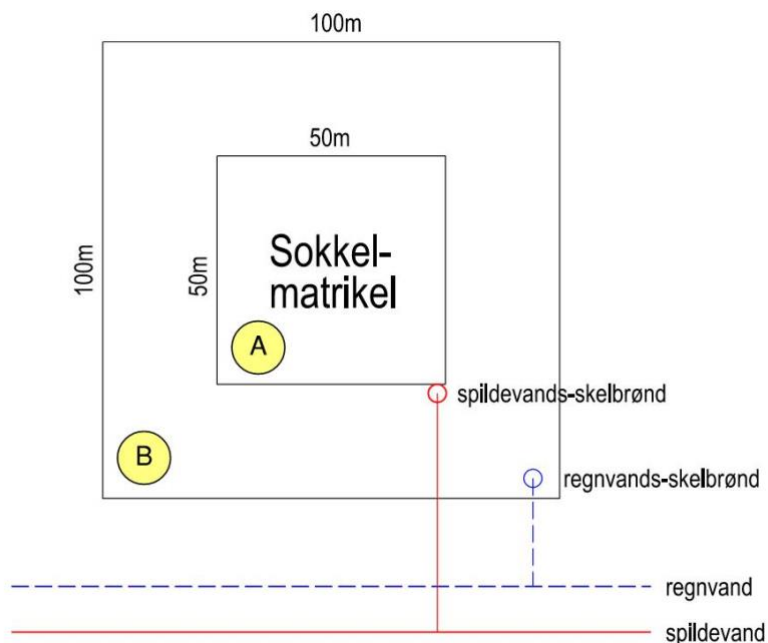 100m
50m
100m
50m
Sokkel-
matrikel
A
spildevands-skelbrønd
B
regnvands-skelbrønd
regnvand
spildevand